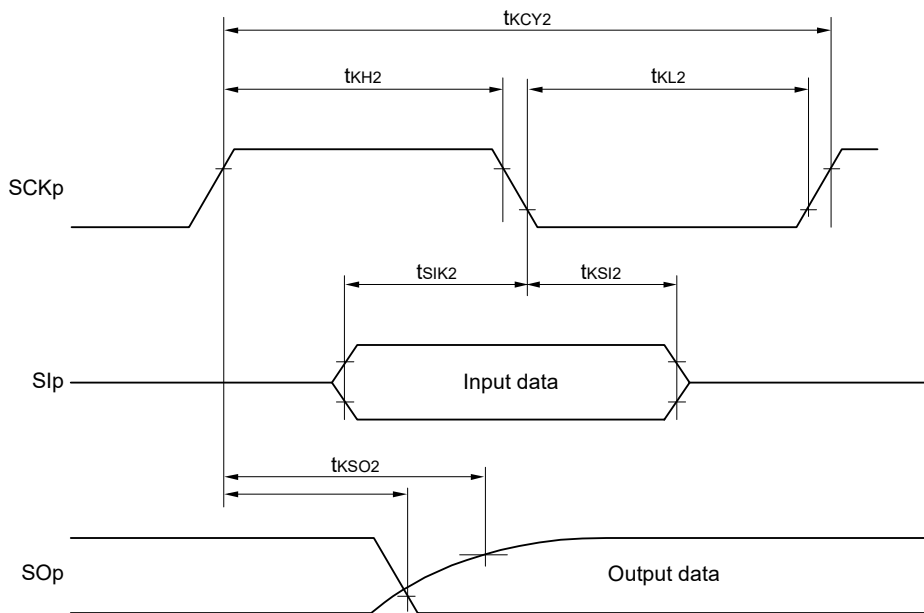 tKCY2
tKH2
tKL2
SCKp
tSIK2
tKSI2
SIp
Input data
tKSO2
SOp
Output data